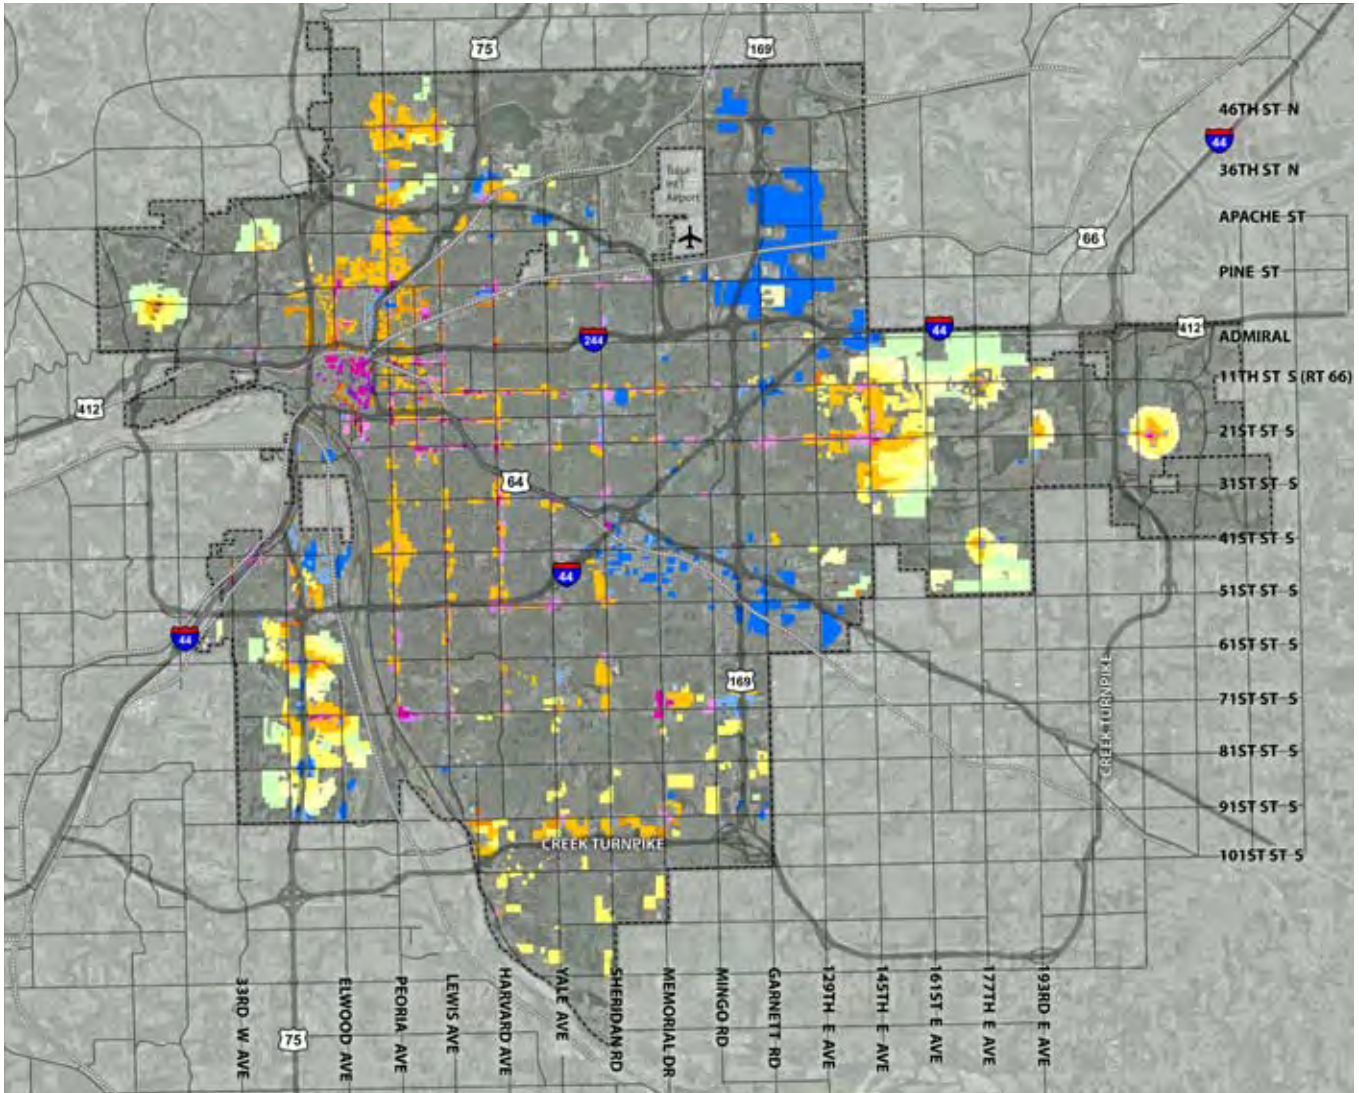 75
169
46TH ST N
44
36TH ST N
Tulsa
Int'l
Airport
APACHE ST
66
PINE ST
412
44
ADMIRAL
244
11TH ST S (RT 66)
412
21ST ST S
64
31ST ST S
41ST ST S
44
51ST ST S
44
61ST ST S
169
71ST ST S
CREEK TURNPIKE
81ST ST S
91ST ST S
CREEK TURNPIKE
101ST ST S
33RD W AVE
ELWOOD AVE
PEORIA AVE
LEWIS AVE
HARVARD AVE
YALE AVE
SHERIDAN RD
MEMORIAL DR
MINGO RD
GARNETT RD
129TH E AVE
145TH E AVE
161ST E AVE
177TH E AVE
193RD E AVE
75